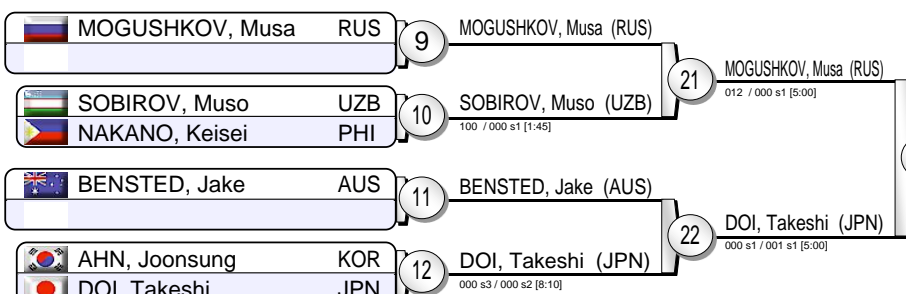 MOGUSHKOV, Musa RUS
9
MOGUSHKOV, Musa (RUS)
21
MOGUSHKOV, Musa (RUS)
012 / 000 s1 [5:00]
SOBIROV, Muso UZB
NAKANO, Keisei PHI
10
SOBIROV, Muso (UZB)
100 / 000 s1 [1:45]
BENSTED, Jake AUS
11
BENSTED, Jake (AUS)
22
DOI, Takeshi (JPN)
000 s1 / 001 s1 [5:00]
AHN, Joonsung KOR
DOI, Takeshi JPN
12
DOI, Takeshi (JPN)
000 s3 / 000 s2 [8:10]